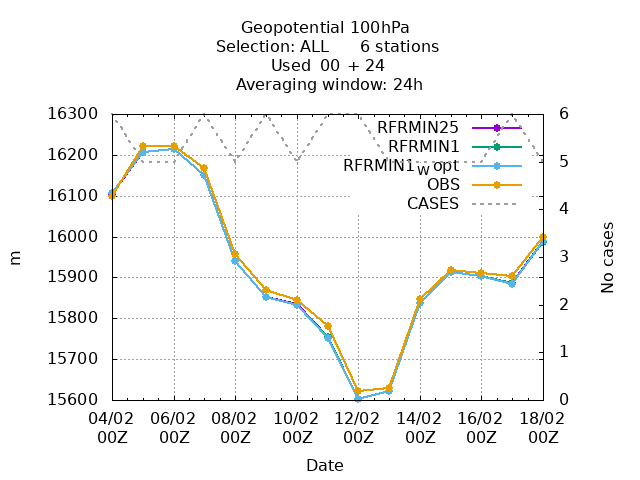 Geopotential 100hPa
Selection: ALL      6 stations
Used  00  + 24
Averaging window: 24h
16300
16200
16100
16000
15900
15800
15700
15600
m
6
5
4
3
2
1
0
No cases
RFRMIN25
RFRMIN1
RFRMIN1wopt
OBS
CASES
04/02 06/02 08/02 10/02 12/02 14/02 16/02 18/02
00Z 00Z 00Z 00Z 00Z 00Z 00Z 00Z
Date